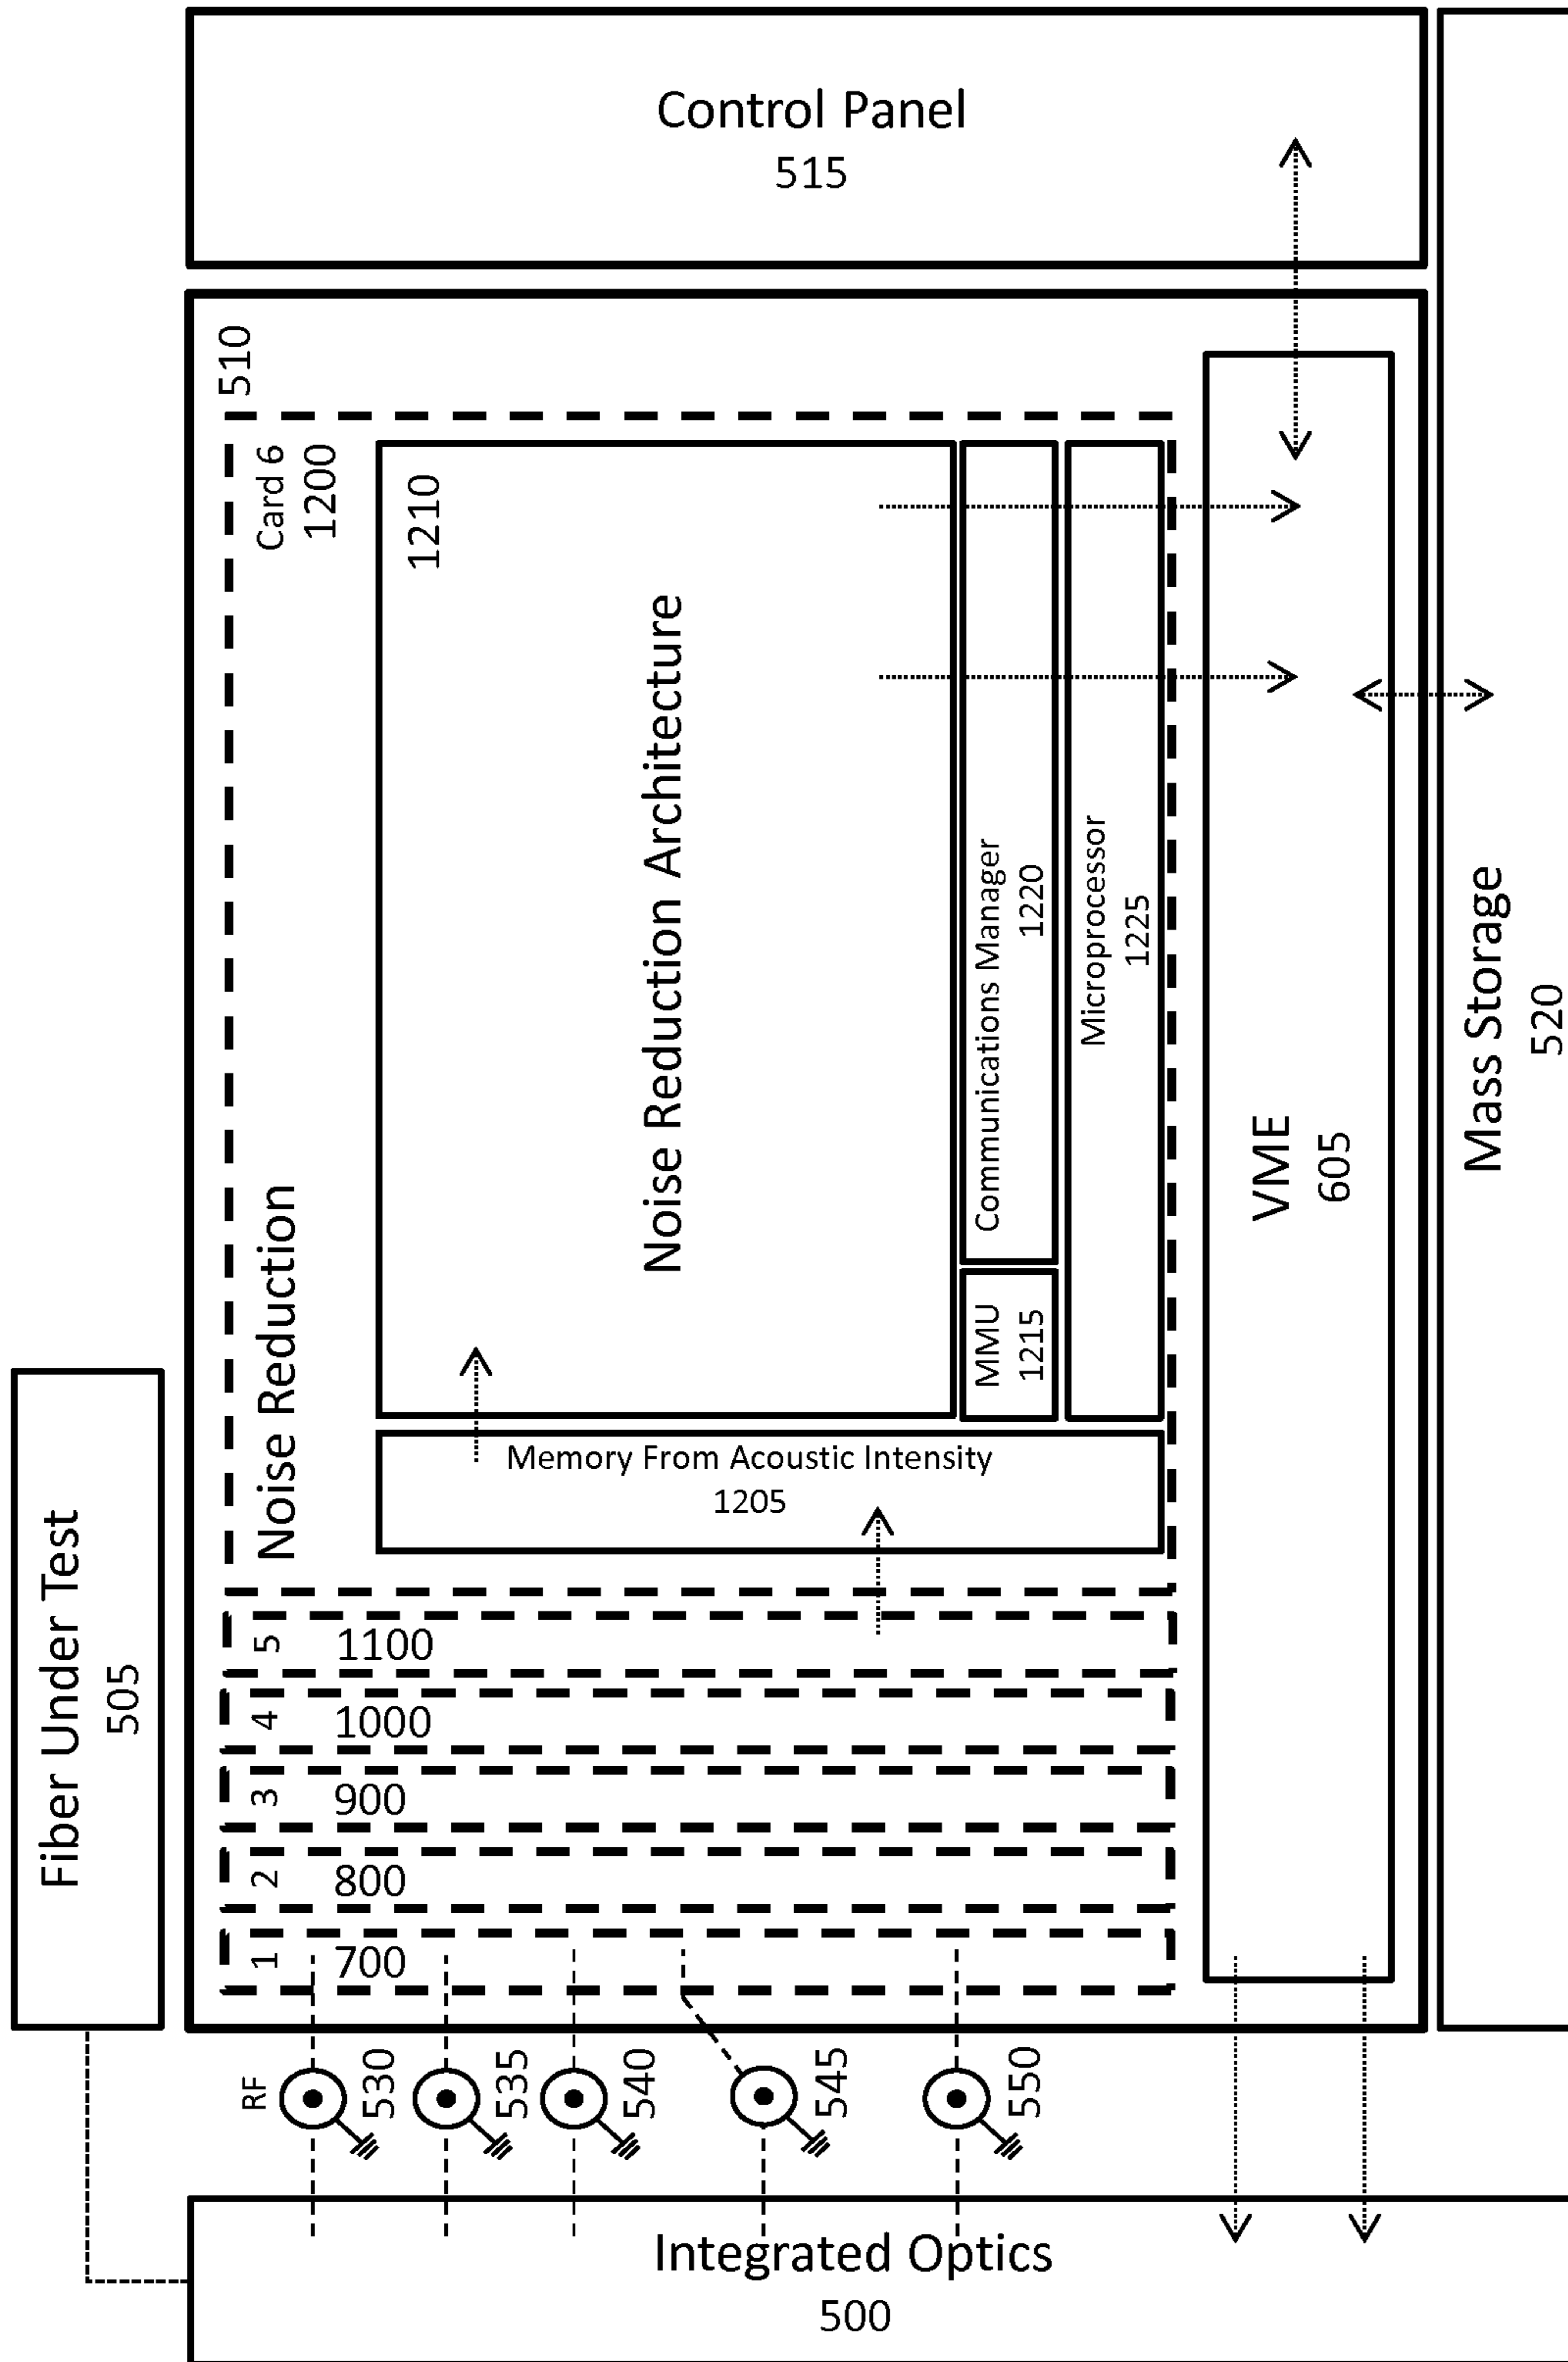 Control Panel
515
510
Card 6
1200
Noise Reduction
1210
Noise Reduction Architecture
Communications Manager
1220
MMU
1215
Microprocessor
1225
Memory From Acoustic Intensity
1205
VME
605
Mass Storage
520
Fiber Under Test
505
5
1100
4
1000
3
900
2
800
1
700
RF
530
535
540
545
550
Integrated Optics
500